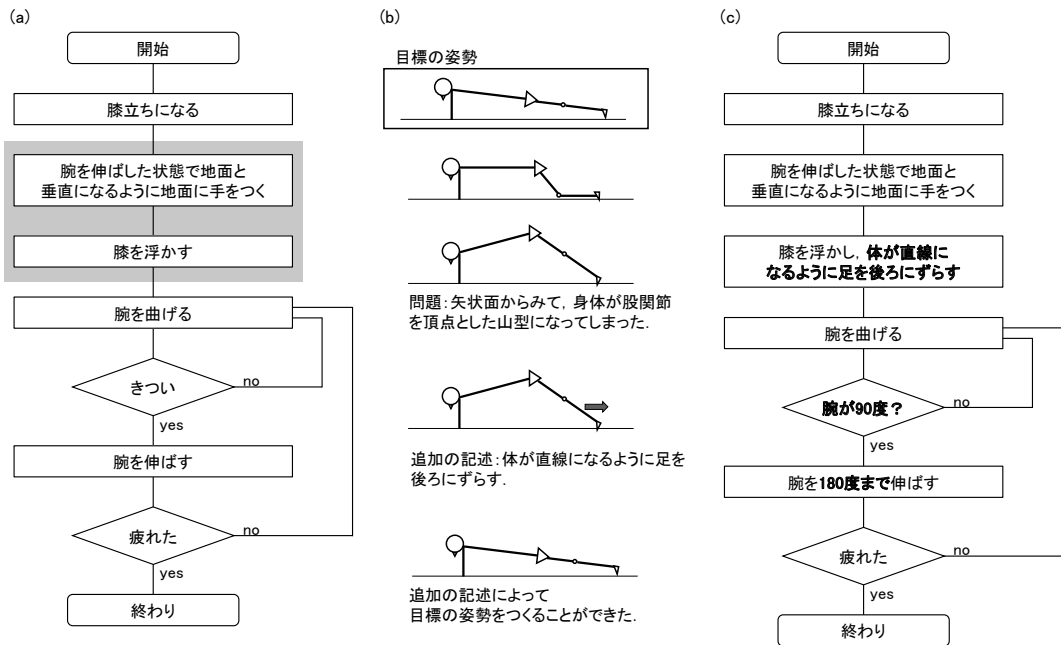 (a)
開始
膝立ちになる
腕を伸ばした状態で地面と
垂直になるように地面に手をつく
膝を浮かす
腕を曲げる
きつい
no
yes
腕を伸ばす
疲れた
no
yes
終わり
(b)
目標の姿勢
問題：矢状面からみて，身体が股関節
を頂点とした山型になってしまった．
追加の記述：体が直線になるように足を
後ろにずらす．
追加の記述によって
目標の姿勢をつくることができた．
(c)
開始
膝立ちになる
腕を伸ばした状態で地面と
垂直になるように地面に手をつく
膝を浮かし，体が直線に
なるように足を後ろにずらす
腕を曲げる
腕が90度？
no
yes
腕を180度まで伸ばす
疲れた
no
yes
終わり